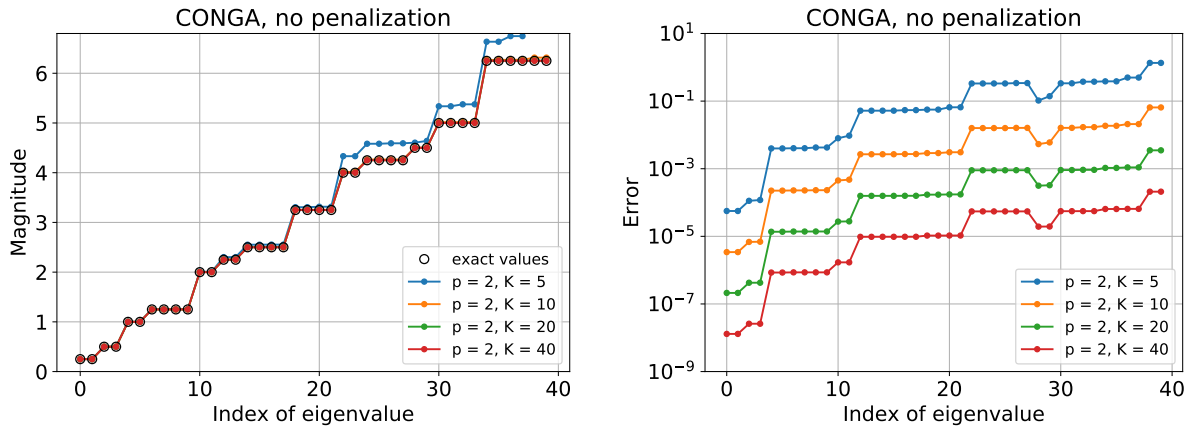 CONGA, no penalization
Magnitude
6
5
4
3
2
1
0
0 10 20 30 40
Index of eigenvalue
exact values
p = 2, K = 5
p = 2, K = 10
p = 2, K = 20
p = 2, K = 40
CONGA, no penalization
Error
10¹
10⁻¹
10⁻³
10⁻⁵
10⁻⁷
10⁻⁹
0 10 20 30 40
Index of eigenvalue
p = 2, K = 5
p = 2, K = 10
p = 2, K = 20
p = 2, K = 40